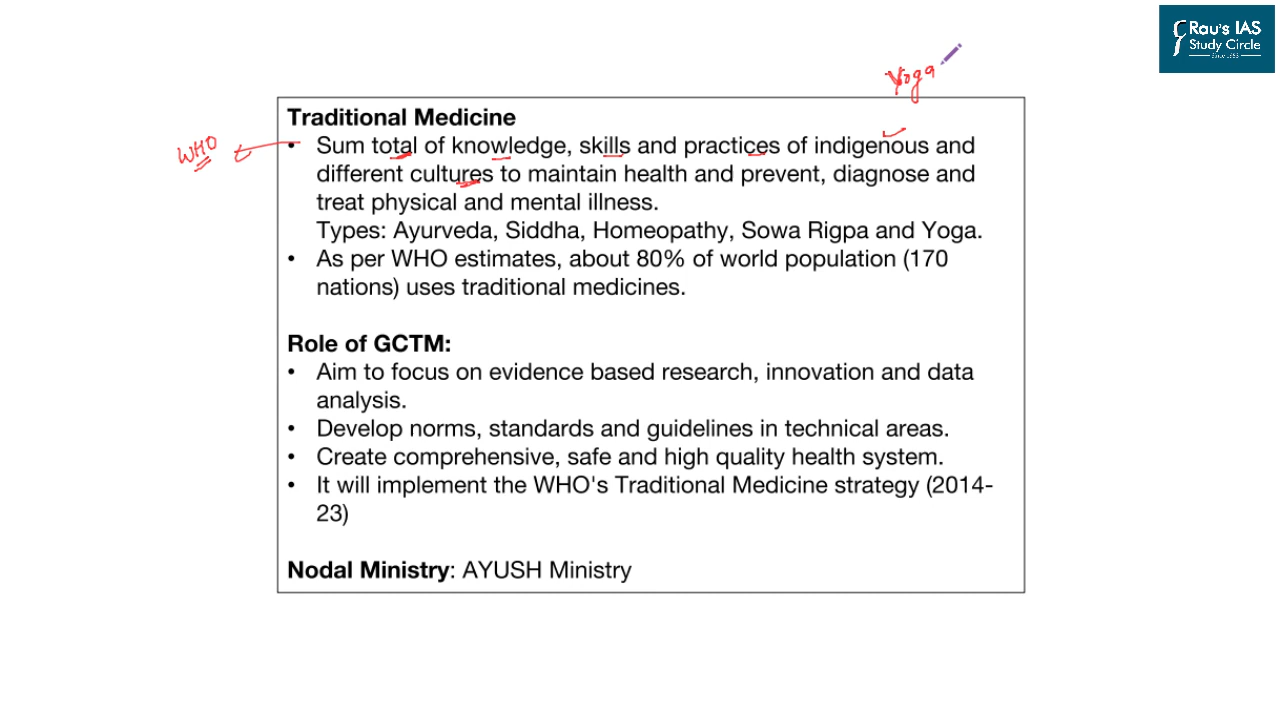 Rau's IAS
Study Circle
Since 1953
Yoga
WHO
Traditional Medicine
• Sum total of knowledge, skills and practices of indigenous and
different cultures to maintain health and prevent, diagnose and
treat physical and mental illness.
Types: Ayurveda, Siddha, Homeopathy, Sowa Rigpa and Yoga.
• As per WHO estimates, about 80% of world population (170
nations) uses traditional medicines.
Role of GCTM:
• Aim to focus on evidence based research, innovation and data
analysis.
• Develop norms, standards and guidelines in technical areas.
• Create comprehensive, safe and high quality health system.
• It will implement the WHO's Traditional Medicine strategy (2014-
23)
Nodal Ministry: AYUSH Ministry